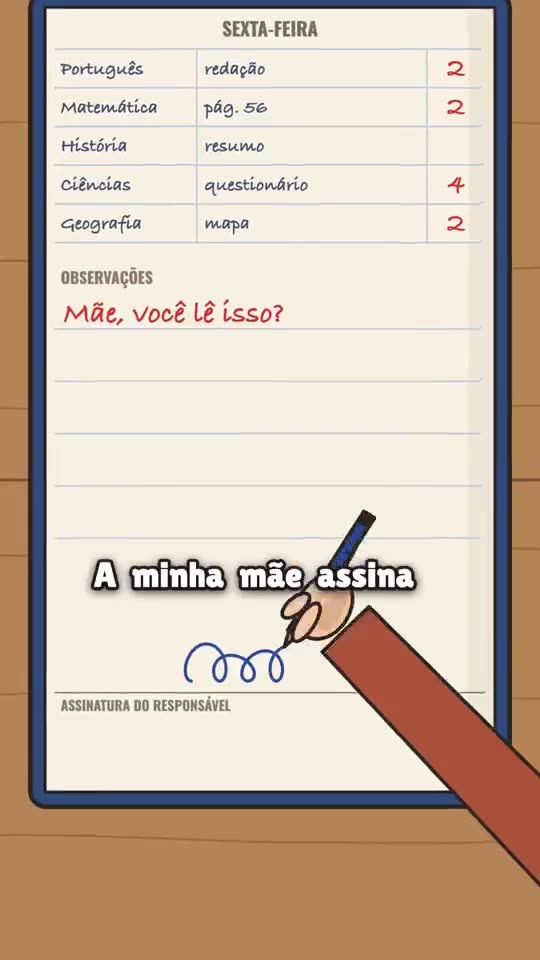 SEXTA-FEIRA
Português redação 2
Matemática pág. 56 2
História resumo
Ciências questionário 4
Geografia mapa 2
OBSERVAÇÕES
Mãe, você lê isso?
A minha mãe assina
ASSINATURA DO RESPONSÁVEL